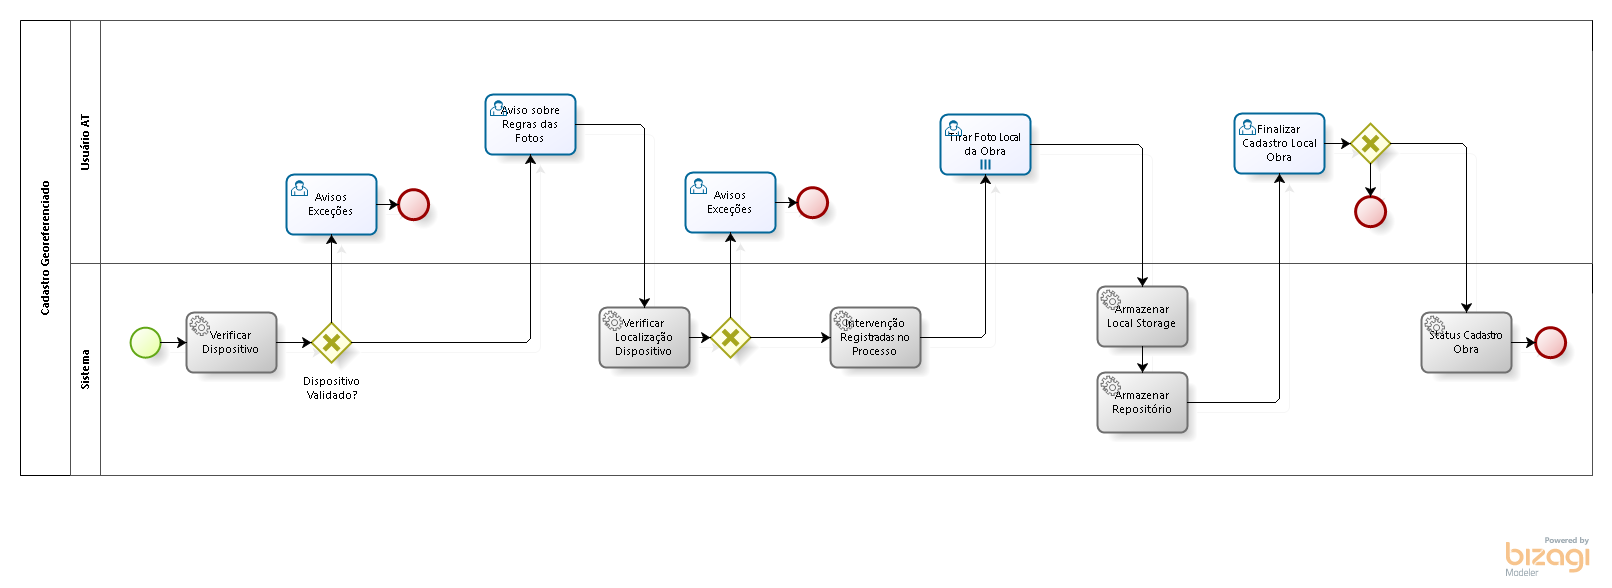 Cadastro Georeferenciado
Usuário AT
Sistema
Verificar
Dispositivo
Dispositivo
Validado?
Avisos
Exceções
Aviso sobre
Regras das
Fotos
Verificar
Localização
Dispositivo
Avisos
Exceções
Intervenção
Registradas no
Processo
Tirar Foto Local
da Obra
Armazenar
Local Storage
Armazenar
Repositório
Finalizar
Cadastro Local
Obra
Status Cadastro
Obra
Powered by
bizagi
Modeler